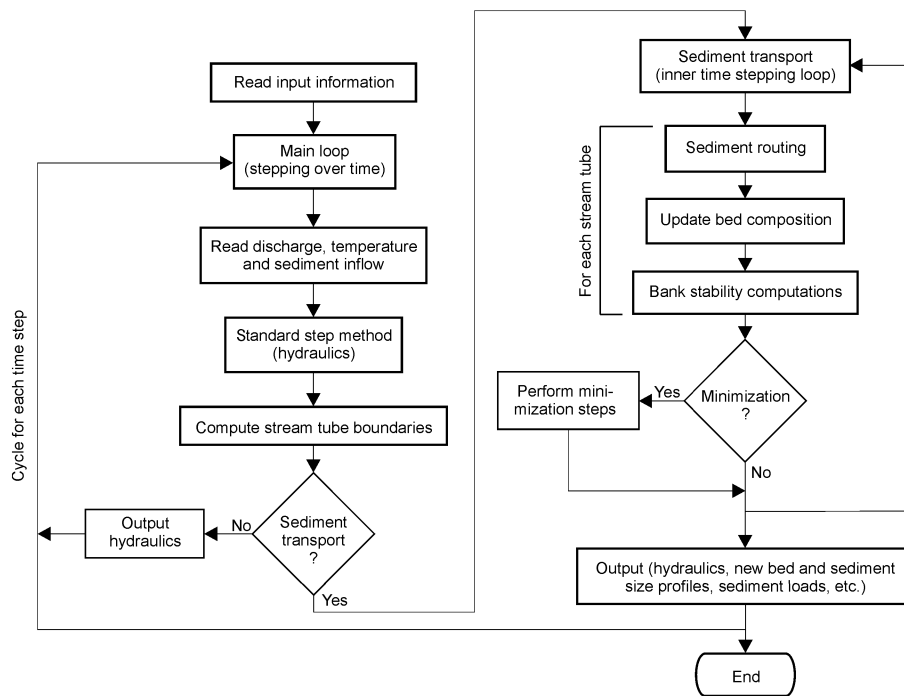 Read input information
Main loop
(stepping over time)
Read discharge, temperature
and sediment inflow
Standard step method
(hydraulics)
Compute stream tube boundaries
Sediment
transport
?
No
Yes
Output
hydraulics
Cycle for each time step
Sediment transport
(inner time stepping loop)
For each stream tube
Sediment routing
Update bed composition
Bank stability computations
Minimization
?
Yes
No
Perform mini-
mization steps
Output (hydraulics, new bed and sediment
size profiles, sediment loads, etc.)
End